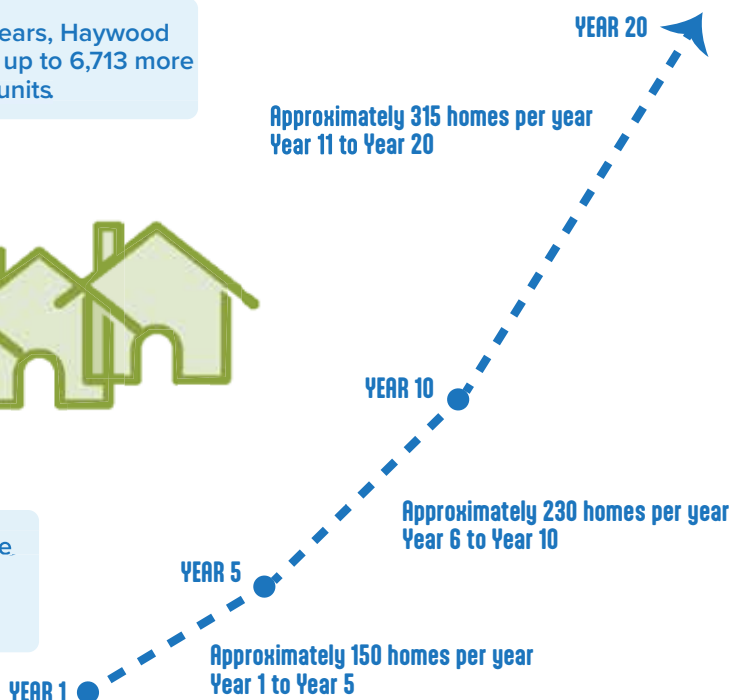 ears, Haywood
up to 6,713 more
units.
YEAR 20
Approximately 315 homes per year
Year 11 to Year 20
YEAR 10
Approximately 230 homes per year
Year 6 to Year 10
YEAR 5
Approximately 150 homes per year
Year 1 to Year 5
YEAR 1